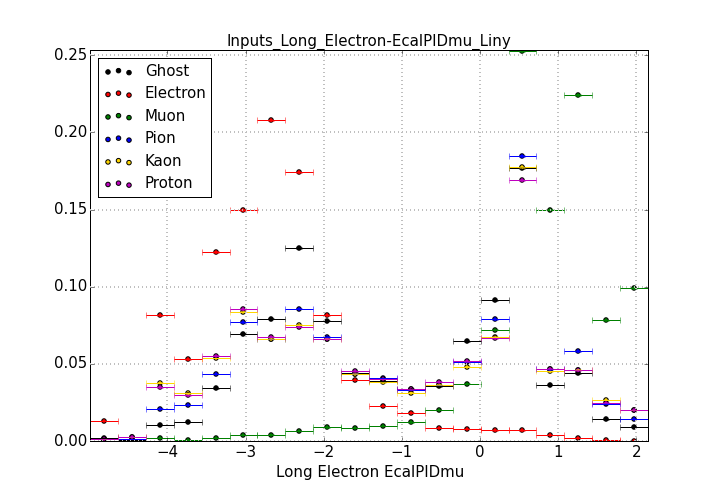 Inputs_Long_Electron-EcalPIDmu_Liny
0.25
0.20
0.15
0.10
0.05
0.00
Ghost
Electron
Muon
Pion
Kaon
Proton
−4 −3 −2 −1 0 1 2
Long Electron EcalPIDmu